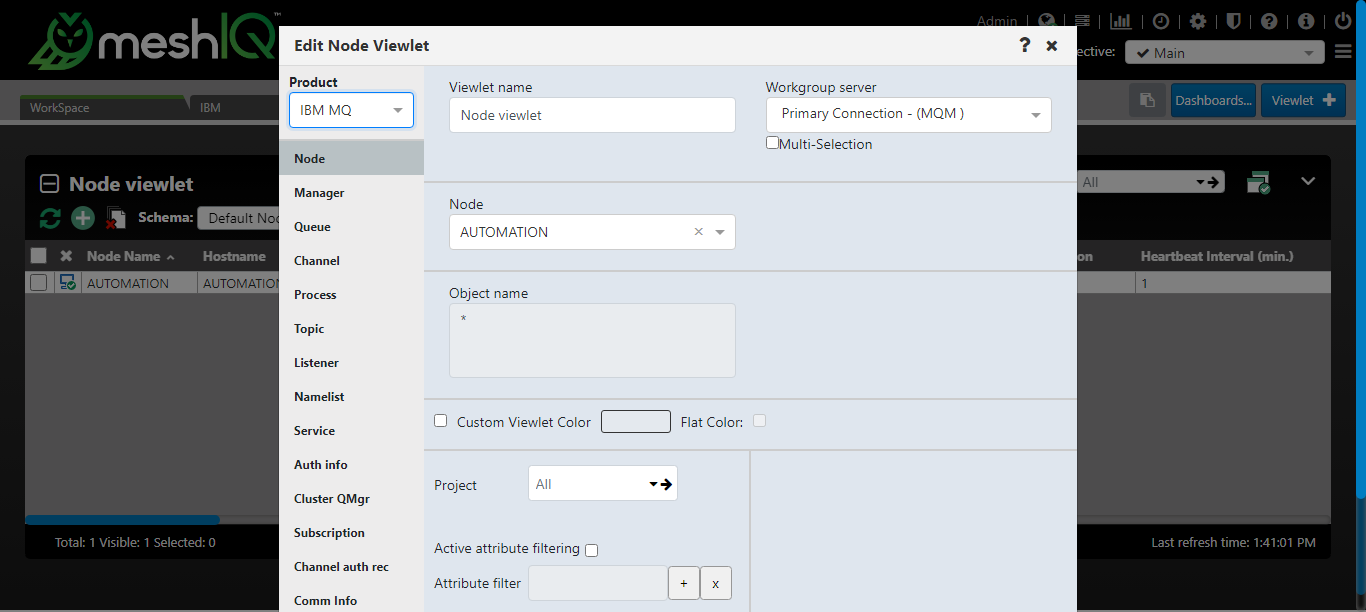 meshIQ™
Admin
ective:
Main
WorkSpace
IBM
Dashboards...
Viewlet
Edit Node Viewlet
?
Product
IBM MQ
Node
Manager
Queue
Channel
Process
Topic
Listener
Namelist
Service
Auth info
Cluster QMgr
Subscription
Channel auth rec
Comm Info
Viewlet name
Node viewlet
Workgroup server
Primary Connection - (MQM )
Multi-Selection
Node
AUTOMATION
Object name
*
Custom Viewlet Color
Flat Color:
Project
All
Active attribute filtering
Attribute filter
+
x
Node viewlet
Schema:
Default Noc
All
Node Name
Hostname
on
Heartbeat Interval (min.)
AUTOMATION
AUTOMATION
1
Total: 1 Visible: 1 Selected: 0
Last refresh time: 1:41:01 PM